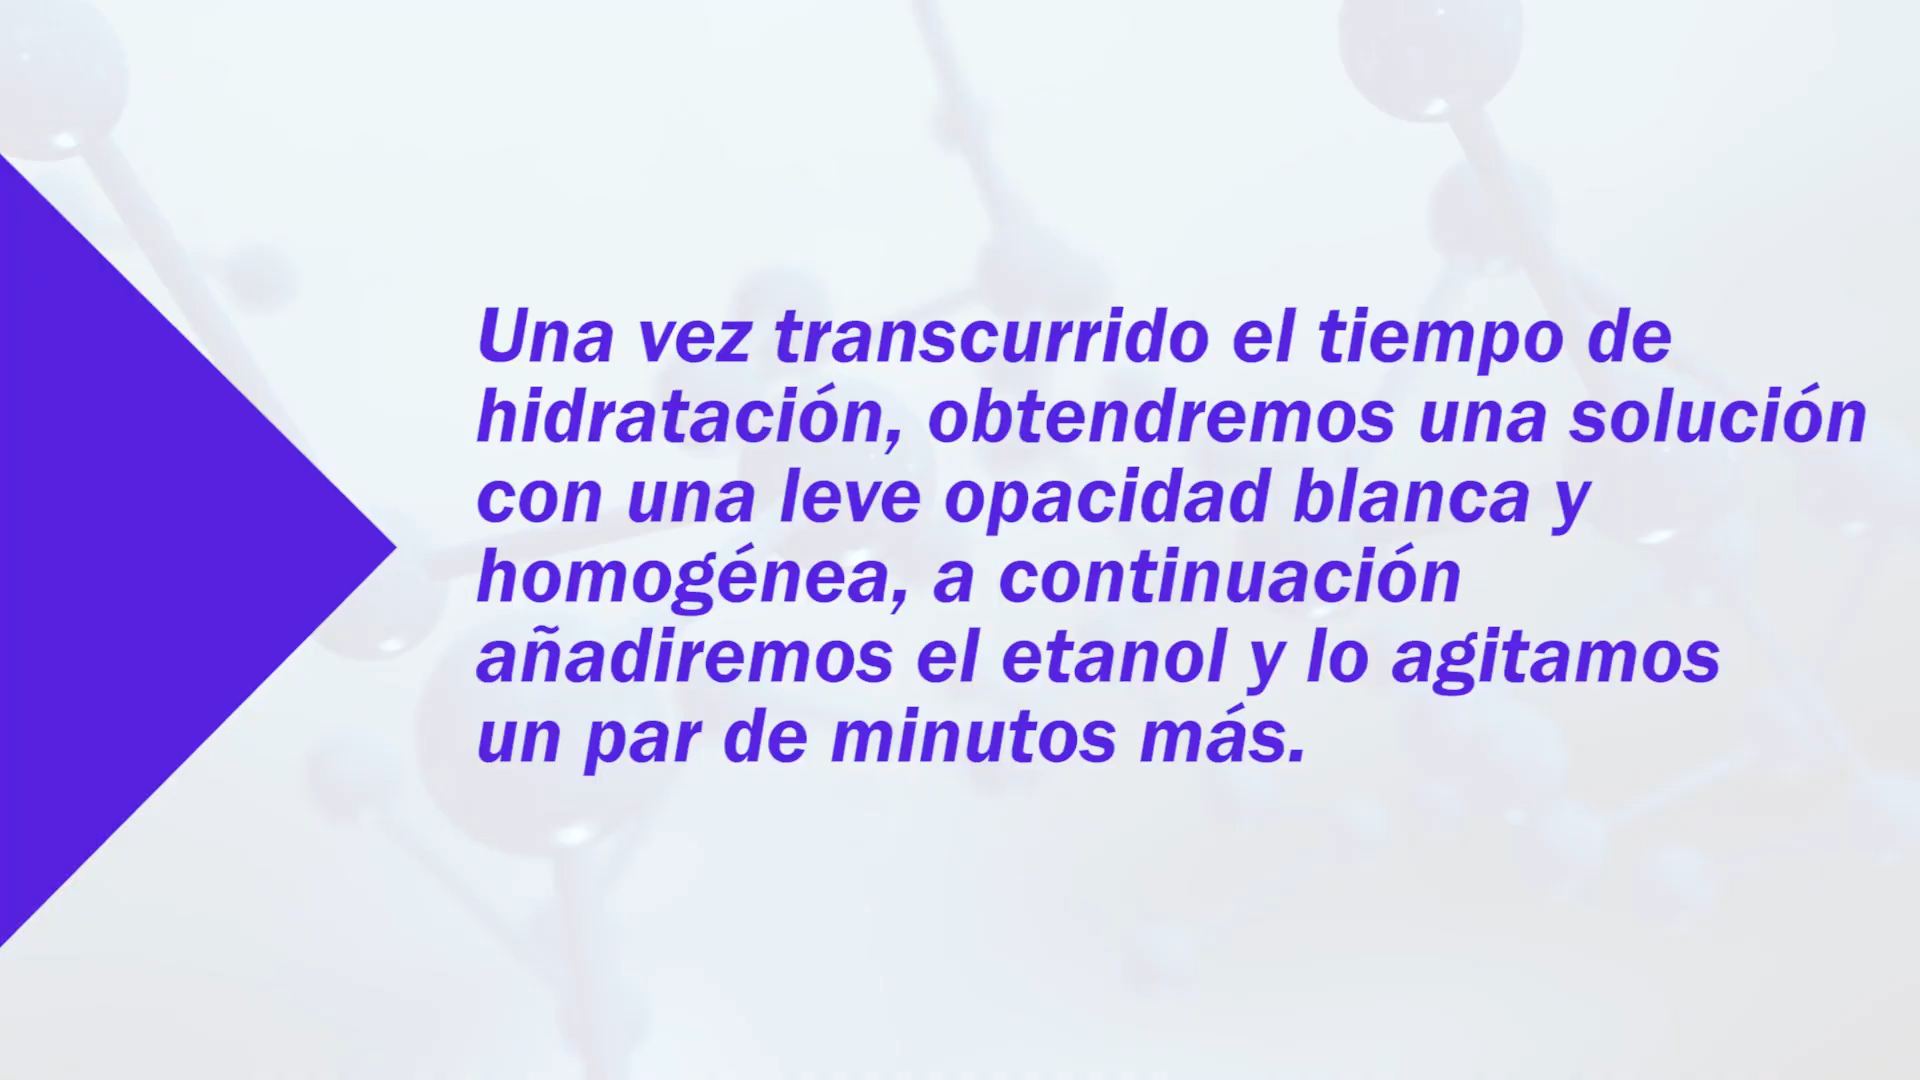 Una vez transcurrido el tiempo de
hidratación, obtendremos una solución
con una leve opacidad blanca y
homogénea, a continuación
añadiremos el etanol y lo agitamos
un par de minutos más.